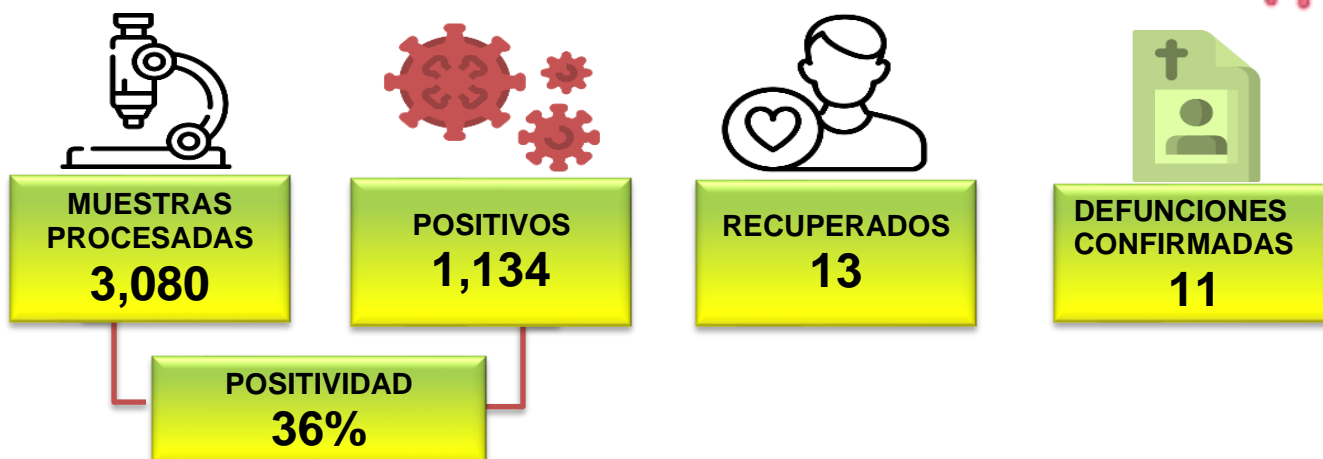 MUESTRAS
PROCESADAS
3,080
POSITIVOS
1,134
RECUPERADOS
13
DEFUNCIONES
CONFIRMADAS
11
POSITIVIDAD
36%